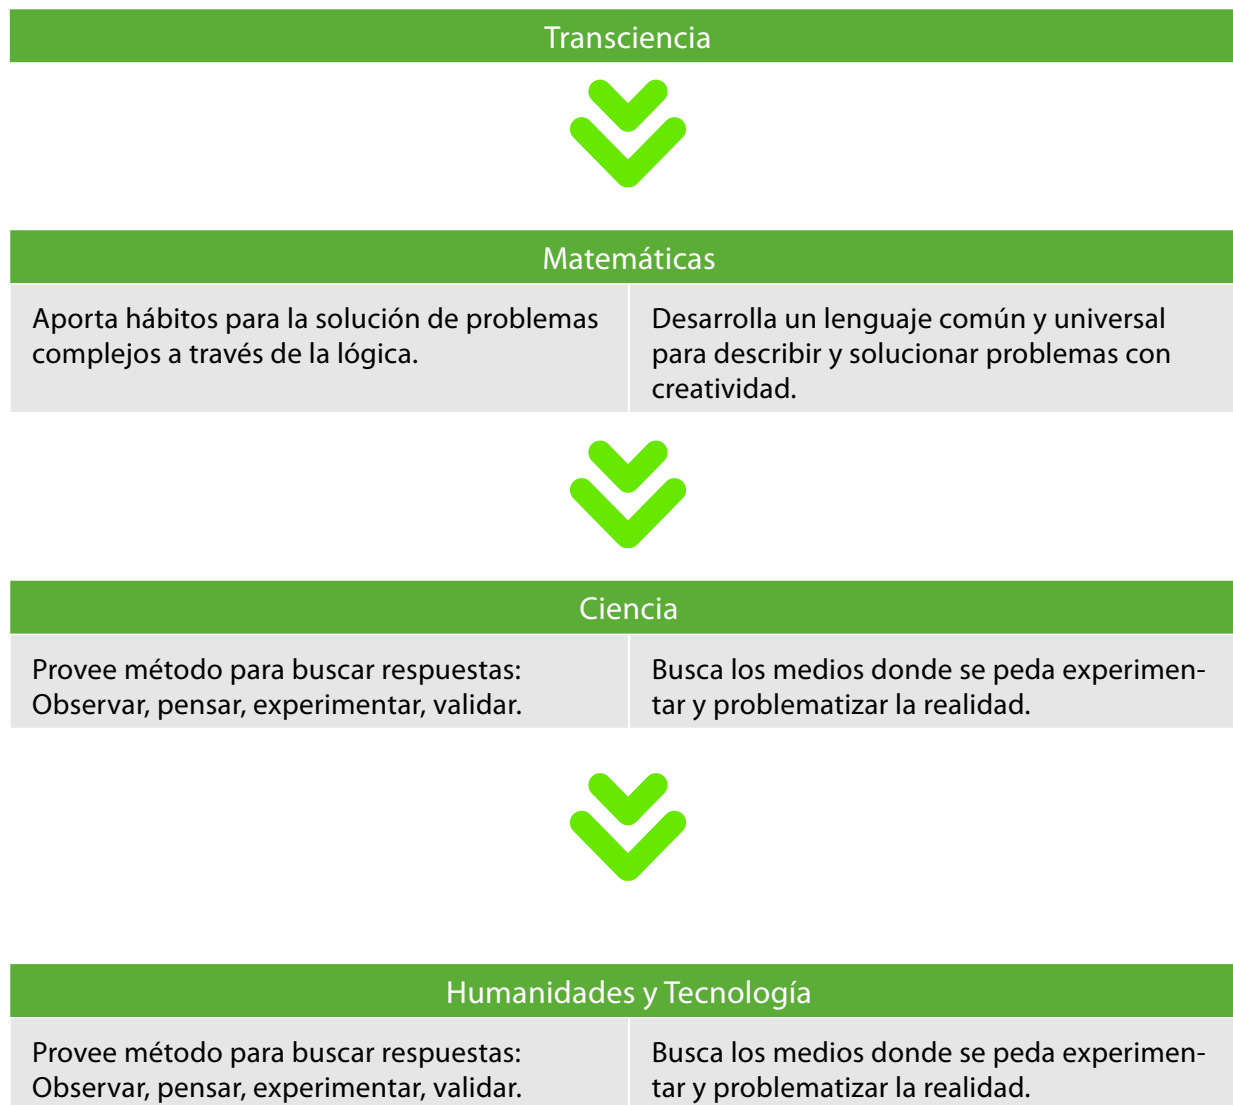 Transciencia
Matemáticas
Aporta hábitos para la solución de problemas
complejos a través de la lógica.
Desarrolla un lenguaje común y universal
para describir y solucionar problemas con
creatividad.
Ciencia
Provee método para buscar respuestas:
Observar, pensar, experimentar, validar.
Busca los medios donde se peda experimen-
tar y problematizar la realidad.
Humanidades y Tecnología
Provee método para buscar respuestas:
Observar, pensar, experimentar, validar.
Busca los medios donde se peda experimen-
tar y problematizar la realidad.